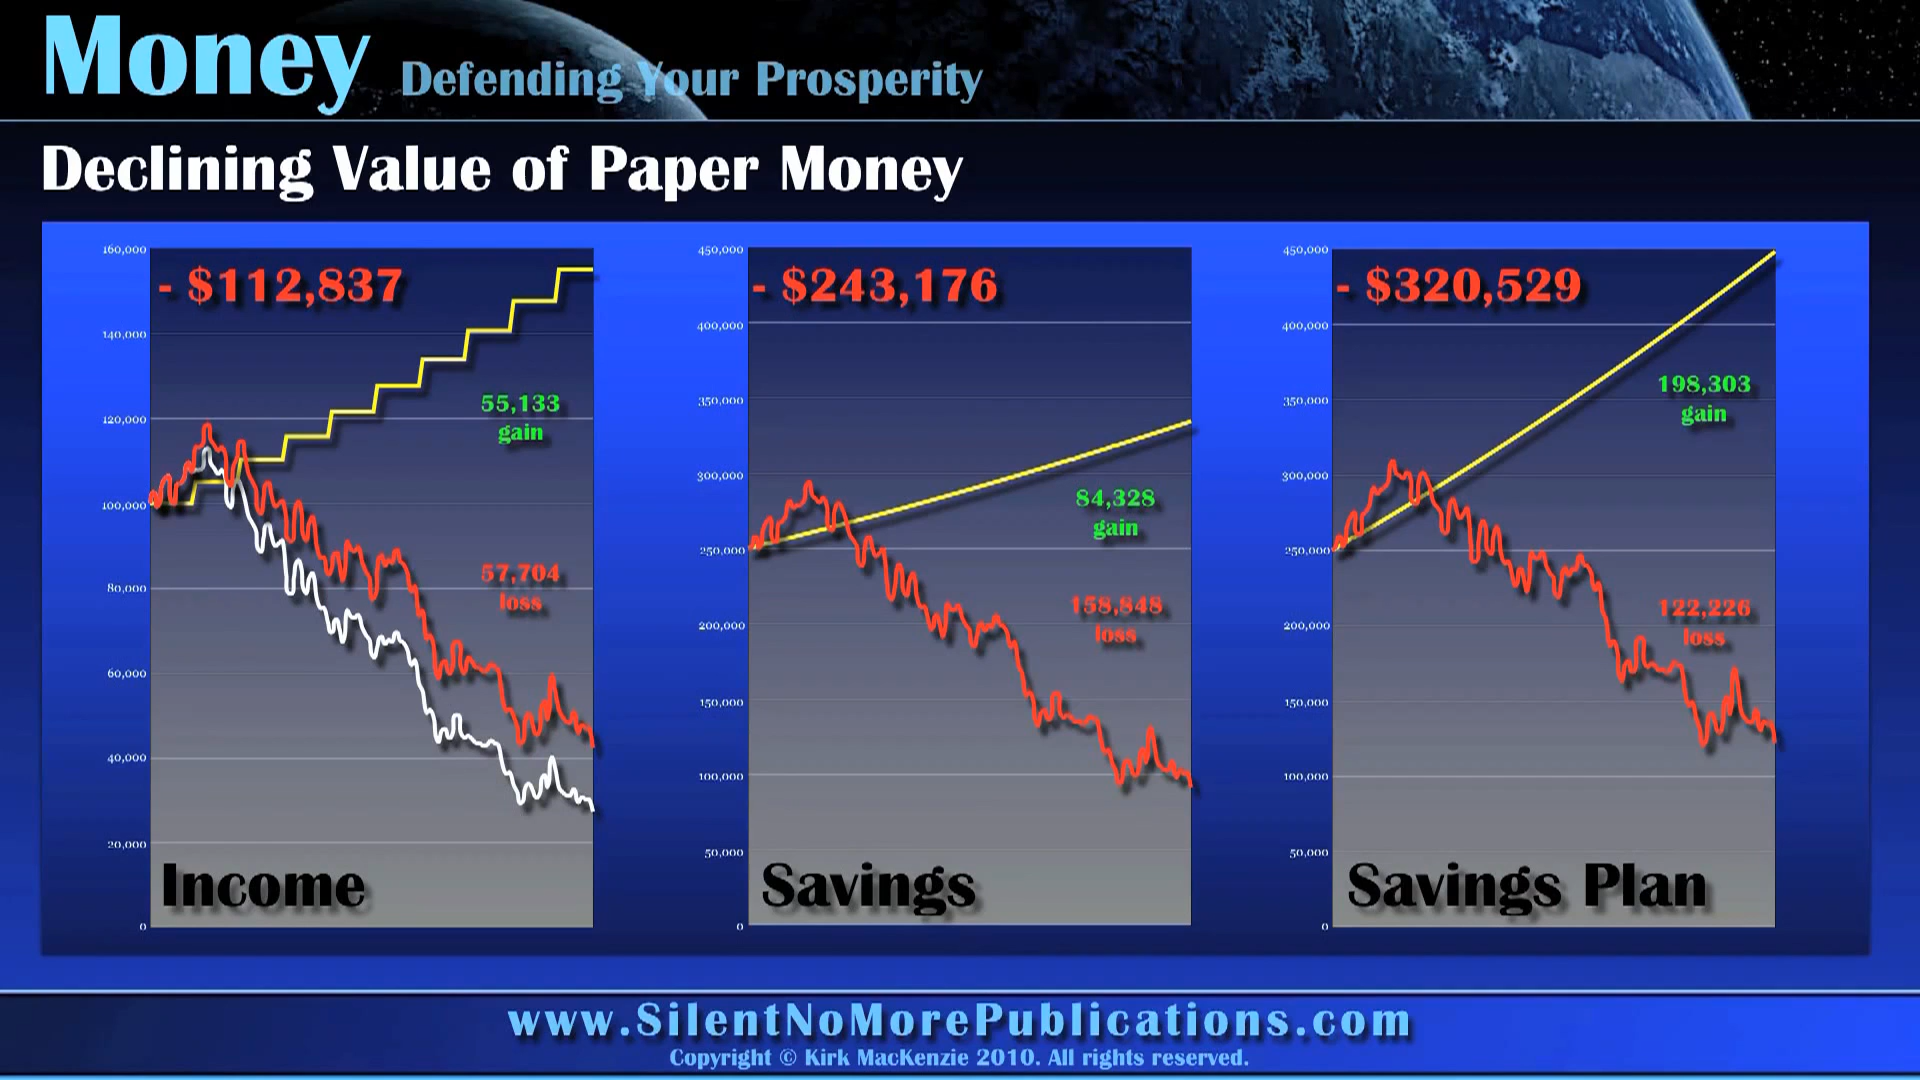 Money Defending Your Prosperity
Declining Value of Paper Money
160,000
140,000
120,000
100,000
80,000
60,000
40,000
20,000
0
- $112,837
55,133
gain
57,704
loss
Income
450,000
400,000
350,000
300,000
250,000
200,000
150,000
100,000
50,000
0
- $243,176
84,328
gain
158,848
loss
Savings
450,000
400,000
350,000
300,000
250,000
200,000
150,000
100,000
50,000
0
- $320,529
198,303
gain
122,226
loss
Savings Plan
www.SilentNoMorePublications.com
Copyright © Kirk MacKenzie 2010. All rights reserved.